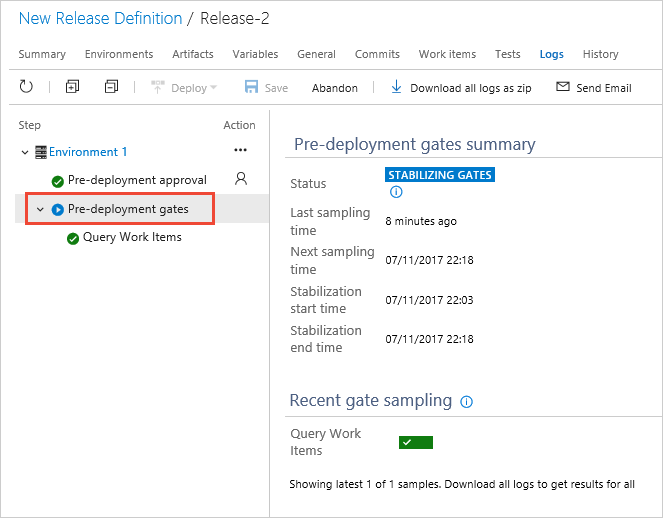 New Release Definition / Release-2
Summary Environments Artifacts Variables General Commits Work items Tests Logs History
Deploy Save Abandon Download all logs as zip Send Email
Step Action
Environment 1 ...
Pre-deployment approval
Pre-deployment gates
Query Work Items
Pre-deployment gates summary
Status STABILIZING GATES
Last sampling
time
8 minutes ago
Next sampling
time
07/11/2017 22:18
Stabilization
start time
07/11/2017 22:03
Stabilization
end time
07/11/2017 22:18
Recent gate sampling
Query Work
Items
Showing latest 1 of 1 samples. Download all logs to get results for all